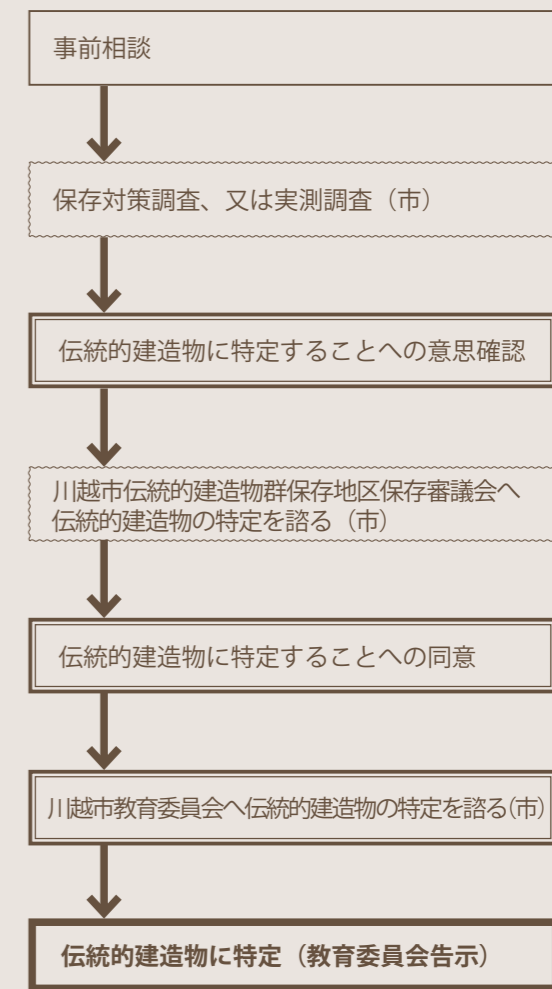 事前相談
保存対策調査、又は実測調査（市）
伝統的建造物に特定することへの意思確認
川越市伝統的建造物群保存地区保存審議会へ
伝統的建造物の特定を諮る（市）
伝統的建造物に特定することへの同意
川越市教育委員会へ伝統的建造物の特定を諮る（市）
伝統的建造物に特定（教育委員会告示）